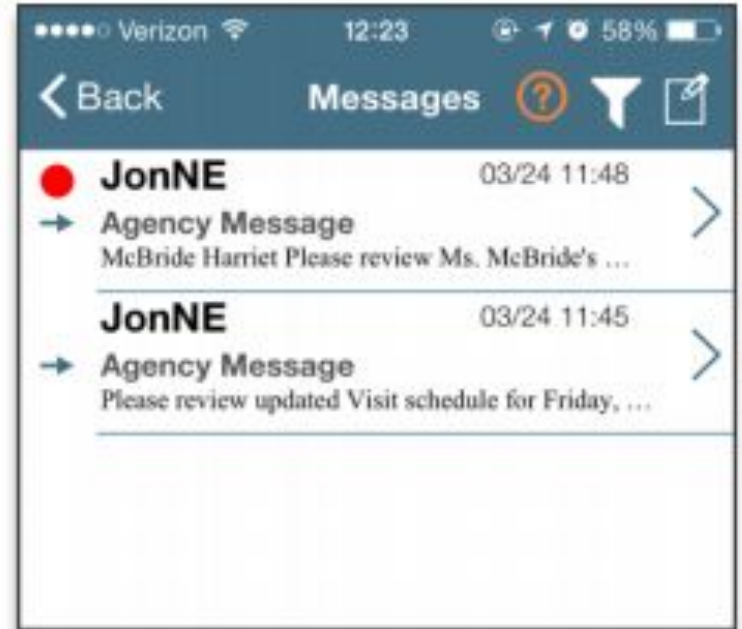 Verizon 12:23 58%
Back Messages ?
JonNE 03/24 11:48
Agency Message
McBride Harriet Please review Ms. McBride's ...
JonNE 03/24 11:45
Agency Message
Please review updated Visit schedule for Friday, ...